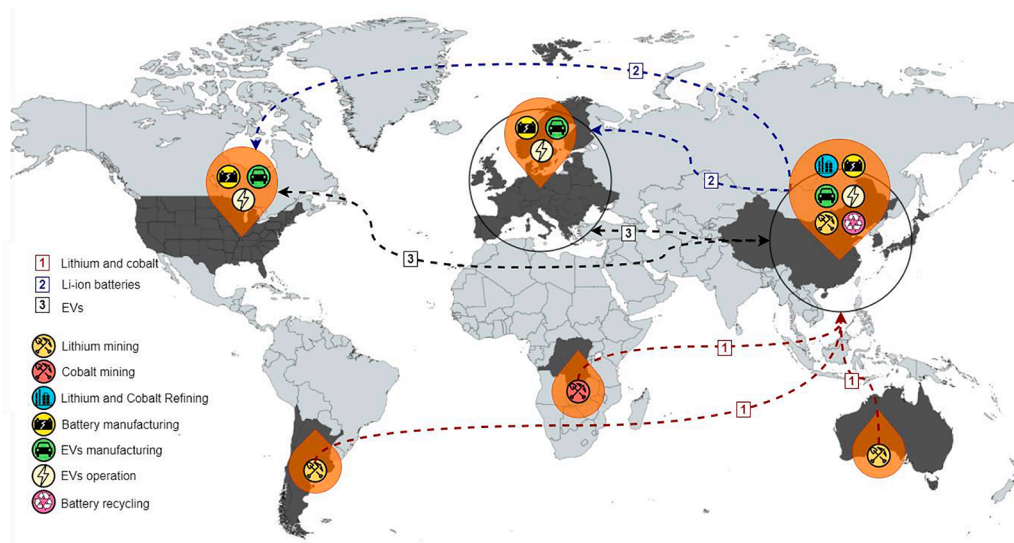 2
2
3
3
1 Lithium and cobalt
2 Li-ion batteries
3 EVs
1
1
1
Lithium mining
Cobalt mining
Lithium and Cobalt Refining
Battery manufacturing
EVs manufacturing
EVs operation
Battery recycling